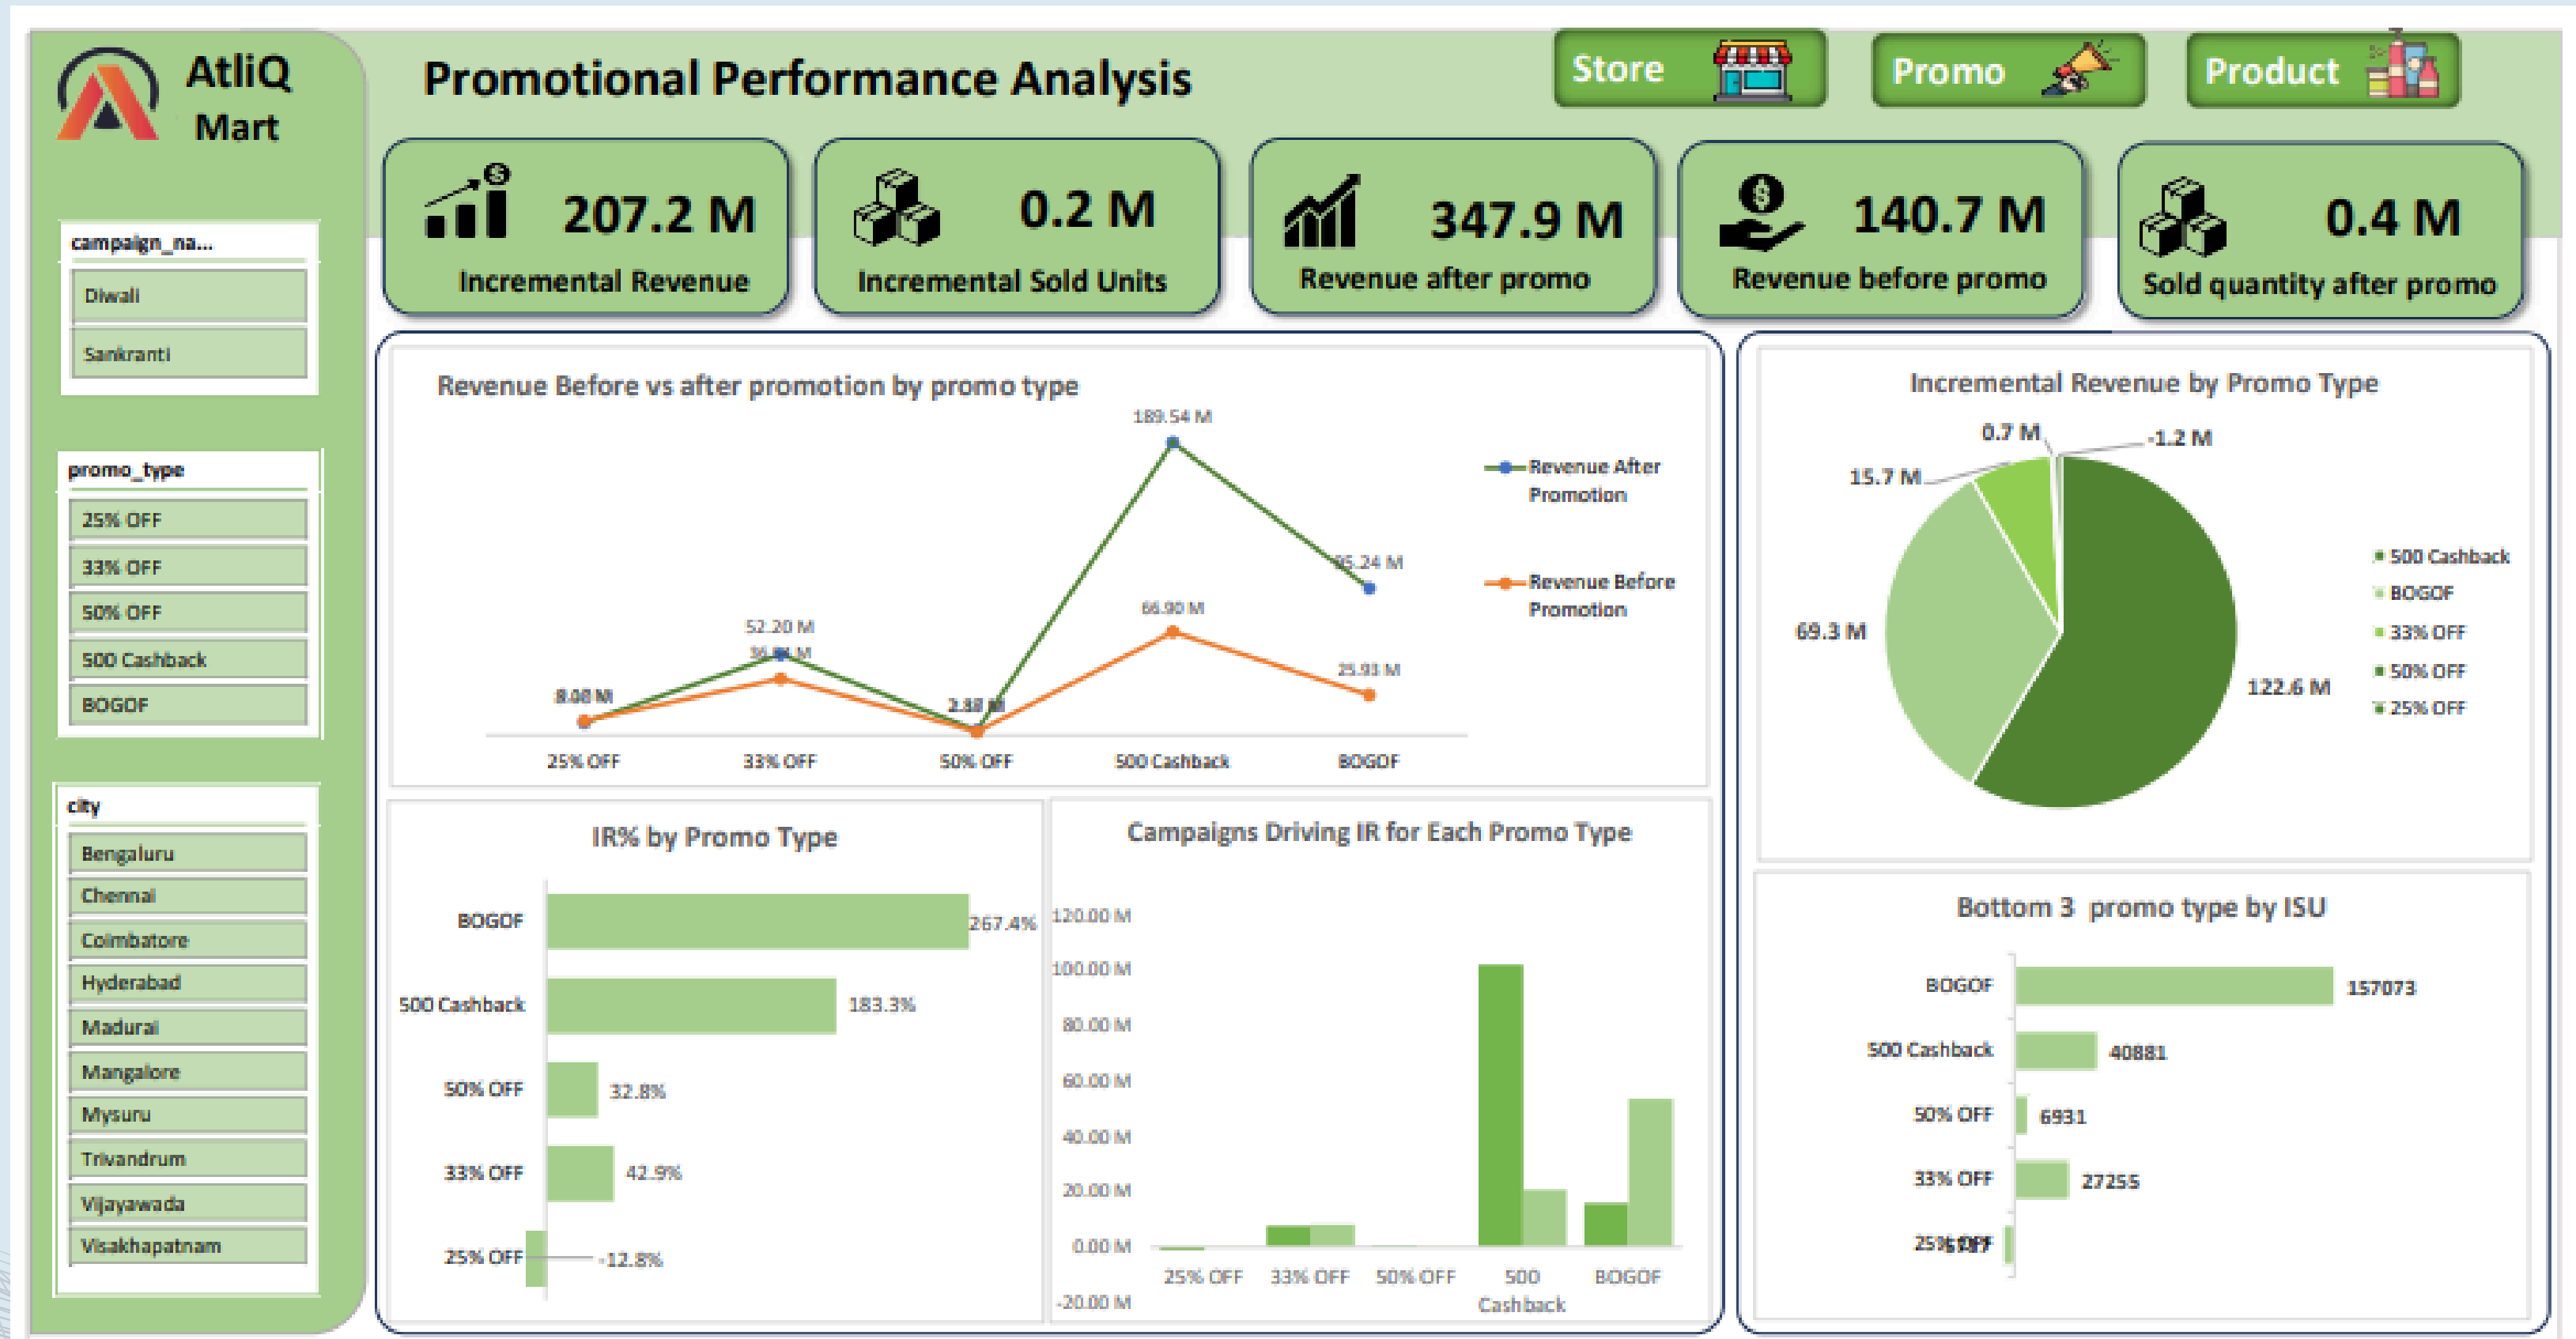 AtliQ
Mart
Promotional Performance Analysis
Store
Promo
Product
207.2 M
Incremental Revenue
0.2 M
Incremental Sold Units
347.9 M
Revenue after promo
140.7 M
Revenue before promo
0.4 M
Sold quantity after promo
campaign_na...
Diwali
Sankranti
promo_type
25% OFF
33% OFF
50% OFF
500 Cashback
BOGOF
city
Bengaluru
Chennai
Coimbatore
Hyderabad
Madurai
Mangalore
Mysuru
Trivandrum
Vijayawada
Visakhapatnam
Revenue Before vs after promotion by promo type
189.54 M
66.90 M
25.93 M
52.20 M
25% OFF
33% OFF
50% OFF
500 Cashback
BOGOF
Revenue After
Promotion
Revenue Before
Promotion
Incremental Revenue by Promo Type
0.7 M
-1.2 M
15.7 M
69.3 M
122.6 M
500 Cashback
BOGOF
33% OFF
50% OFF
25% OFF
IR% by Promo Type
BOGOF
267.4%
500 Cashback
183.3%
50% OFF
32.8%
33% OFF
42.9%
25% OFF
-12.8%
Campaigns Driving IR for Each Promo Type
120.00 M
100.00 M
80.00 M
60.00 M
40.00 M
20.00 M
0.00 M
-20.00 M
25% OFF
33% OFF
50% OFF
500
Cashback
BOGOF
Bottom 3 promo type by ISU
BOGOF
157073
500 Cashback
40881
50% OFF
6931
33% OFF
27255